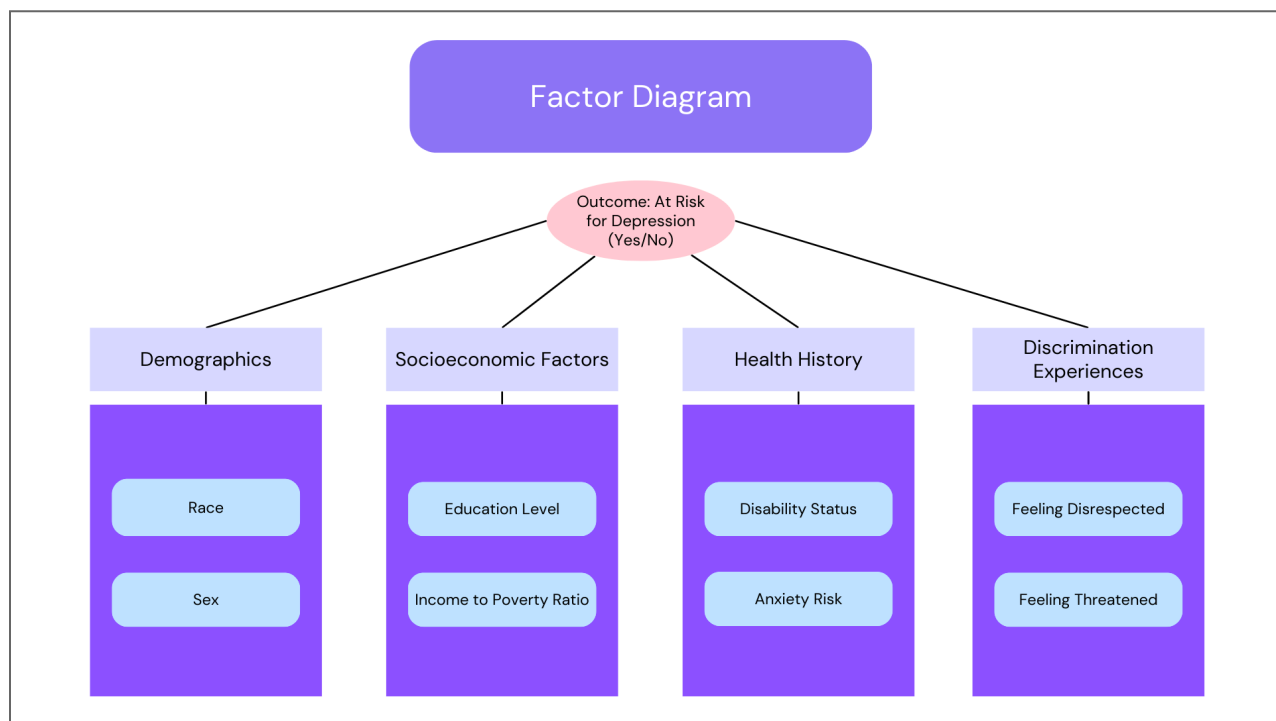 Factor Diagram
Outcome: At Risk
for Depression
(Yes/No)
Demographics
Socioeconomic Factors
Health History
Discrimination
Experiences
Race
Education Level
Disability Status
Feeling Disrespected
Sex
Income to Poverty Ratio
Anxiety Risk
Feeling Threatened